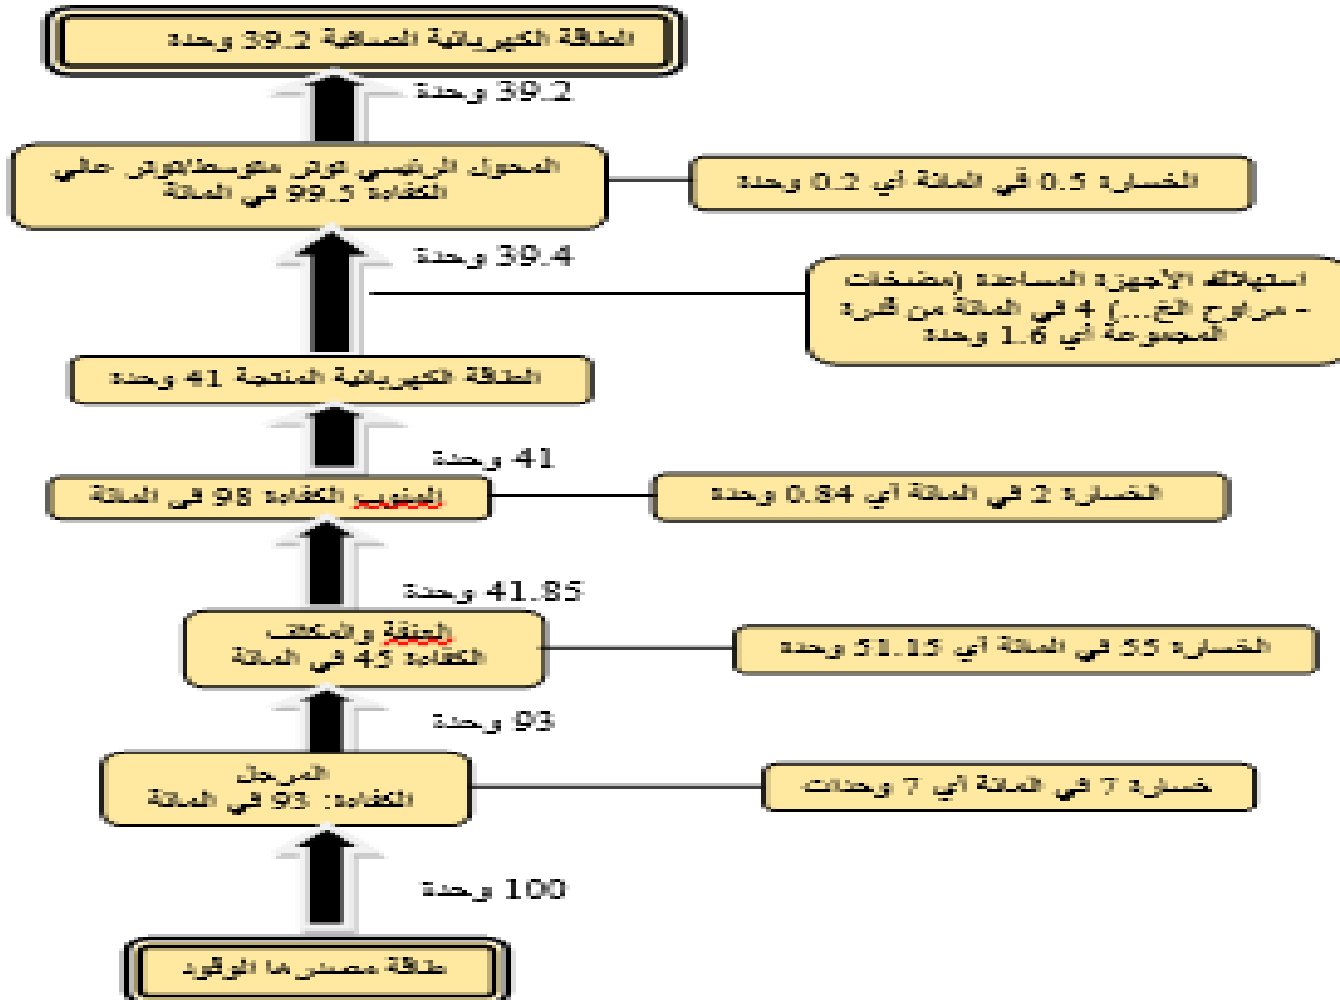 الطاقة الكهربائية الصافية 39.2 وحدة
39.2 وحدة
المحول الرئيسي توتر متوسط/توتر عالي
الكفاءة 99.5 في المائة
الخسارة 0.5 في المائة أي 0.2 وحدة
39.4 وحدة
استهلاك الأجهزة المساعدة (مضخات
- مراوح الخ...) 4 في المائة من قدرة
المجموعة أي 1.6 وحدة
الطاقة الكهربائية المنتجة 41 وحدة
41 وحدة
المنوب الكفاءة 98 في المائة
الخسارة 2 في المائة أي 0.84 وحدة
41.85 وحدة
العنفة والمكثف
الكفاءة 45 في المائة
الخسارة 55 في المائة أي 51.15 وحدة
93 وحدة
المرجل
الكفاءة: 93 في المائة
خسارة 7 في المائة أي 7 وحدات
100 وحدة
طاقة مصدرها الوقود